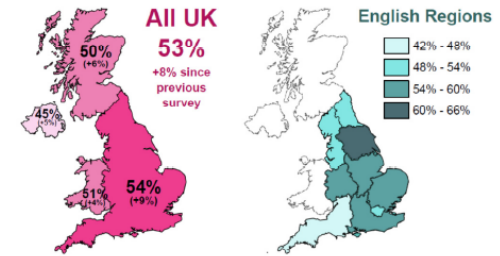 All UK
53%
+8% since
previous
survey
50%
(+6%)
45%
(+5%)
51%
(+4%)
54%
(+9%)
English Regions
42% - 48%
48% - 54%
54% - 60%
60% - 66%